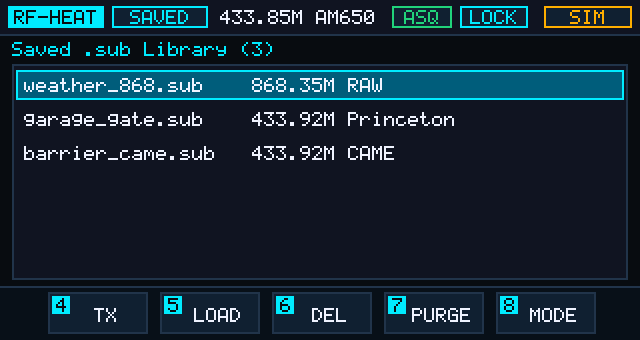 RF-HEAT SAVED 433.85M AM650 ASQ LOCK SIM
Saved .sub Library (3)
weather_868.sub 868.35M RAW
garage_gate.sub 433.92M Princeton
barrier_came.sub 433.92M CAME
4 TX 5 LOAD 6 DEL 7 PURGE 8 MODE